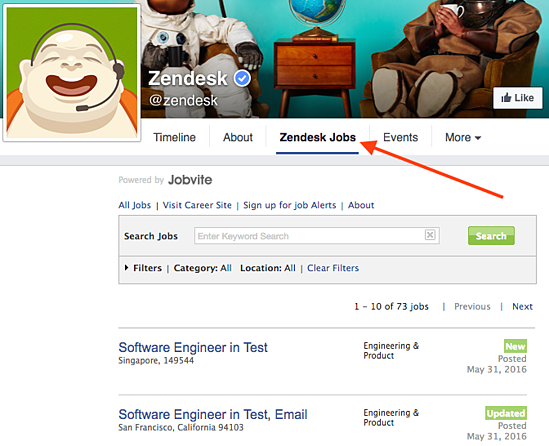 Zendesk
@zendesk
Like
Timeline About Zendesk Jobs Events More
Powered by Jobvite
All Jobs | Visit Career Site | Sign up for job Alerts | About
Search Jobs Enter Keyword Search Search
Filters | Category: All Location: All | Clear Filters
1 - 10 of 73 jobs | Previous | Next
Software Engineer in Test Engineering & New
Singapore, 149544 Product Posted
May 31, 2016
Software Engineer in Test, Email Engineering & Updated
San Francisco, California 94103 Product Posted
May 31, 2016